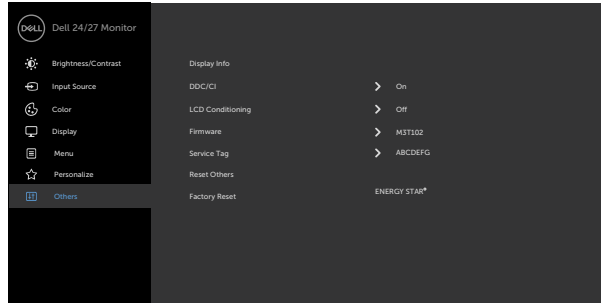 DELL
Dell 24/27 Monitor
Brightness/Contrast
Input Source
Color
Display
Menu
Personalize
Others
Display Info
DDC/CI > On
LCD Conditioning > Off
Firmware > M3T102
Service Tag > ABCDEFG
Reset Others
Factory Reset ENERGY STAR®